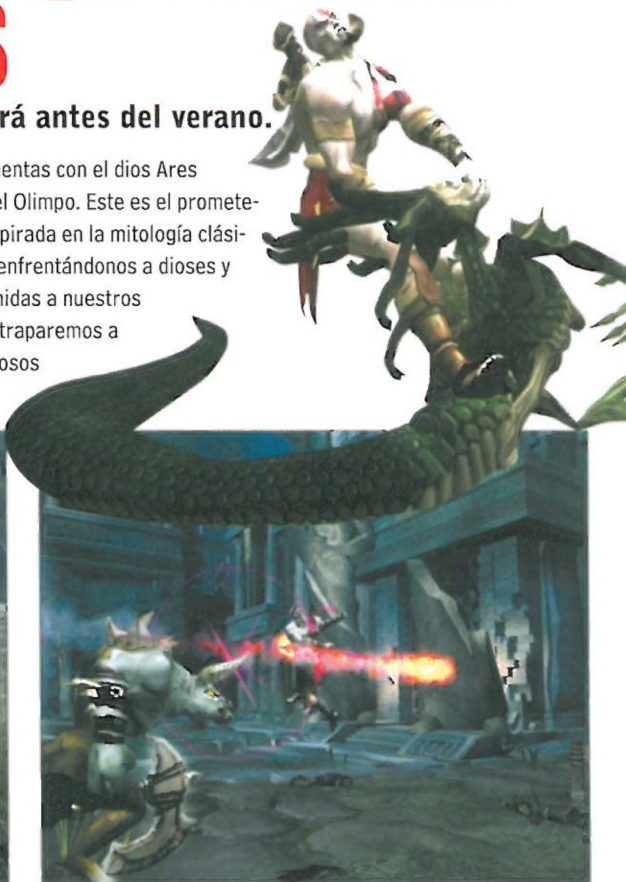 S
rá antes del verano.
entas con el dios Ares
el Olimpo. Este es el promete-
pirada en la mitología clási-
enfrentándonos a dioses y
nidas a nuestros
traparemos a
osos